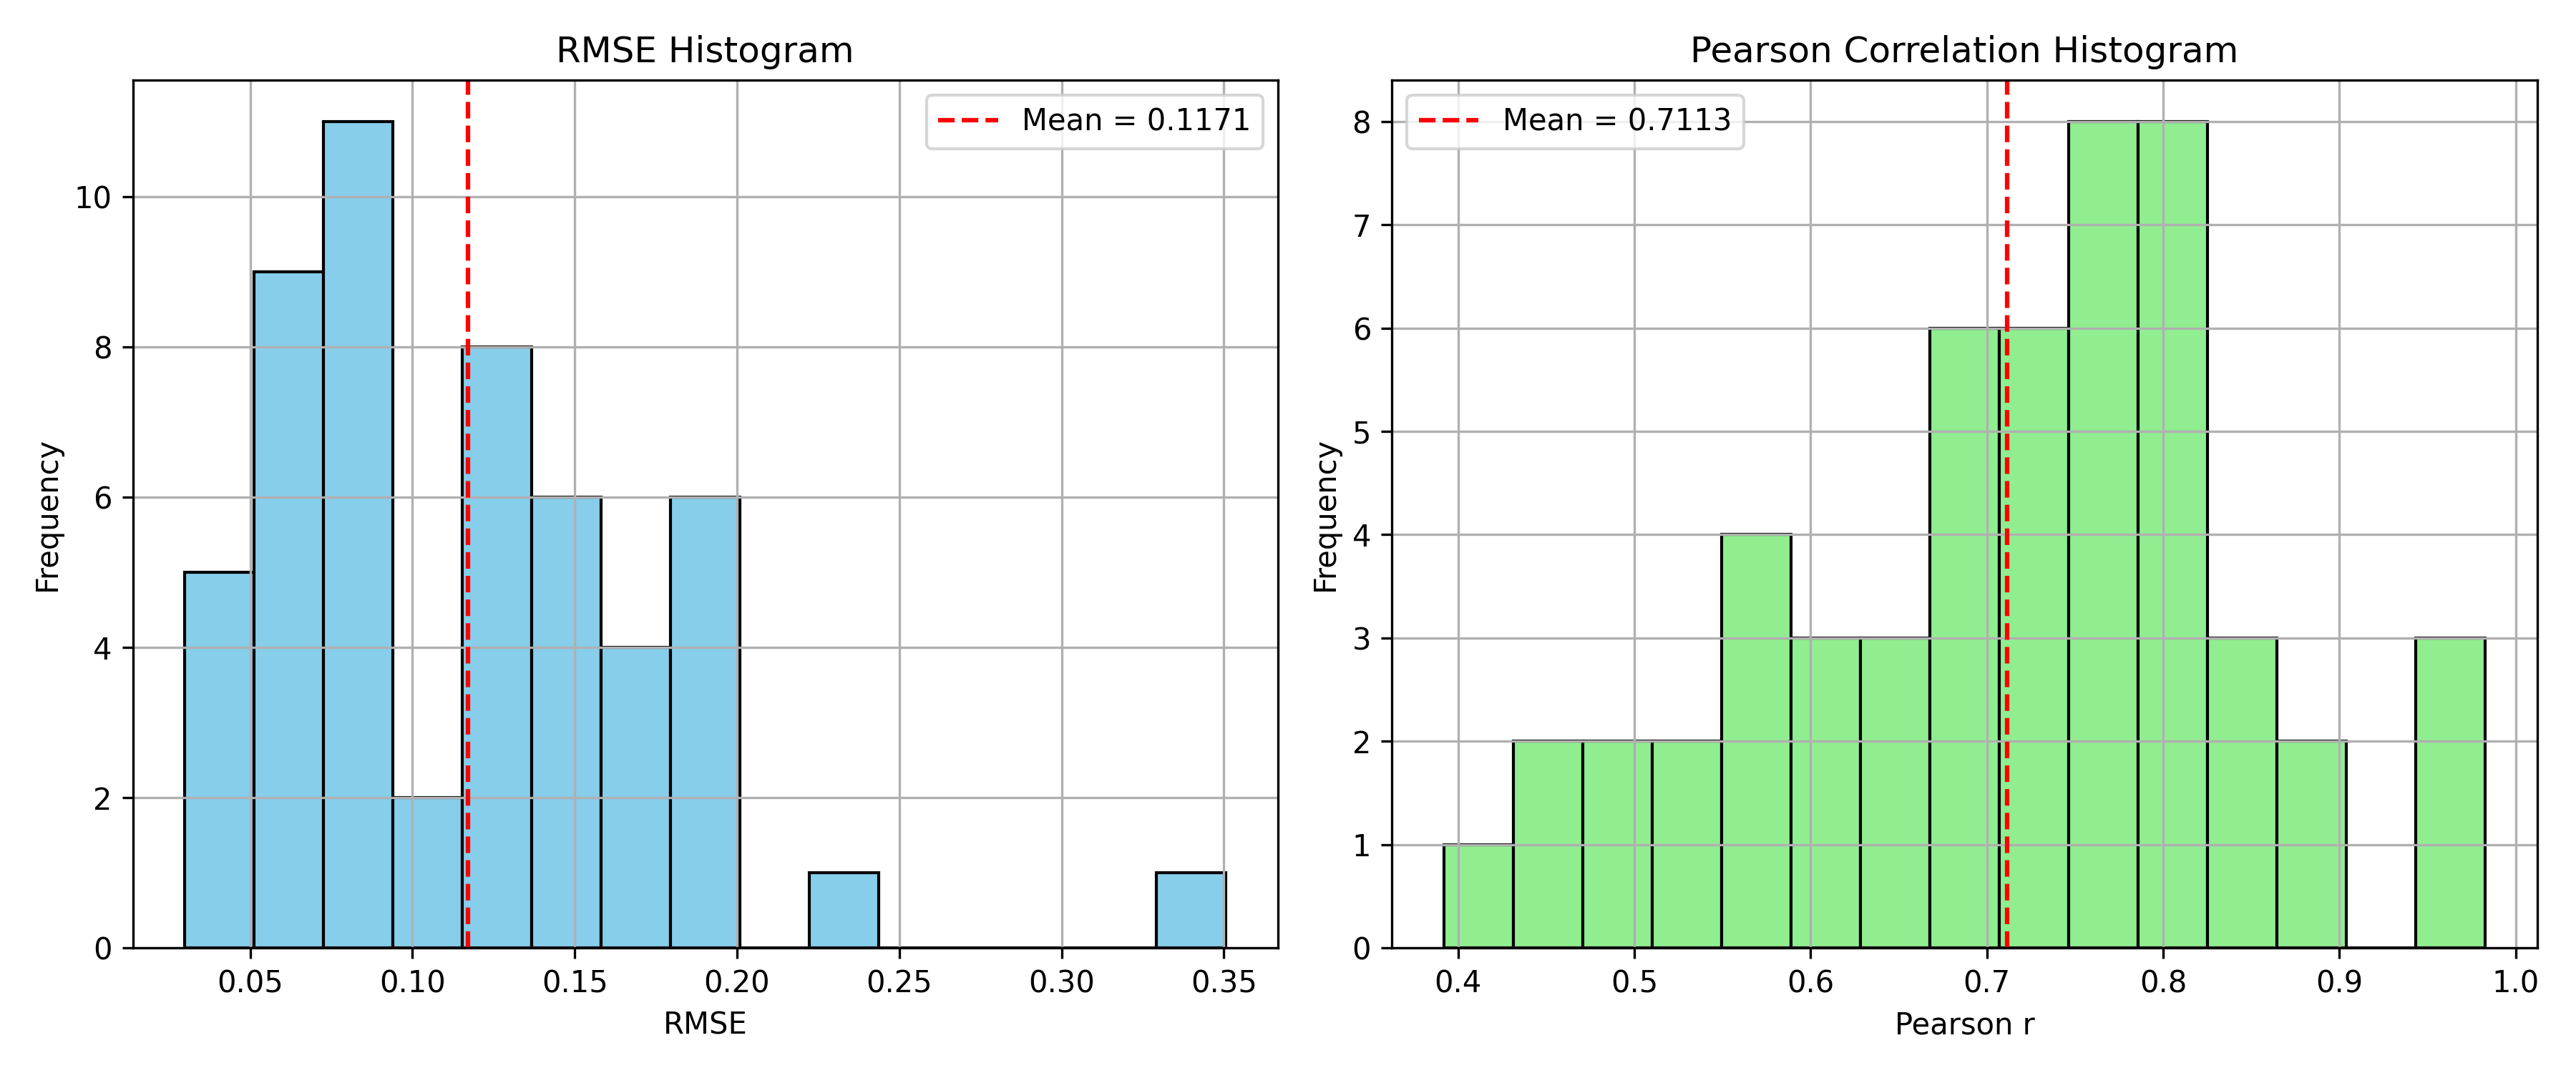 RMSE Histogram
Mean = 0.1171
Frequency
10
8
6
4
2
0
0.05 0.10 0.15 0.20 0.25 0.30 0.35
RMSE
Pearson Correlation Histogram
Mean = 0.7113
Frequency
8
7
6
5
4
3
2
1
0
0.4 0.5 0.6 0.7 0.8 0.9 1.0
Pearson r